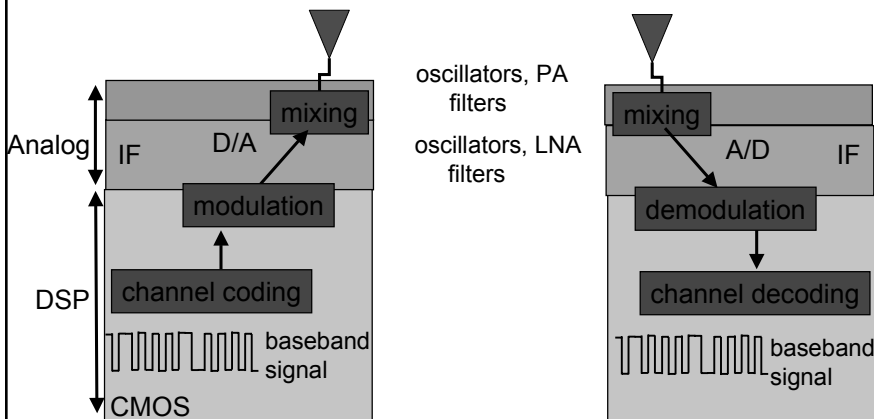 oscillators, PA
filters
mixing
mixing
Analog
IF
D/A
oscillators, LNA
filters
A/D
IF
modulation
demodulation
DSP
channel coding
channel decoding
baseband
signal
baseband
signal
CMOS